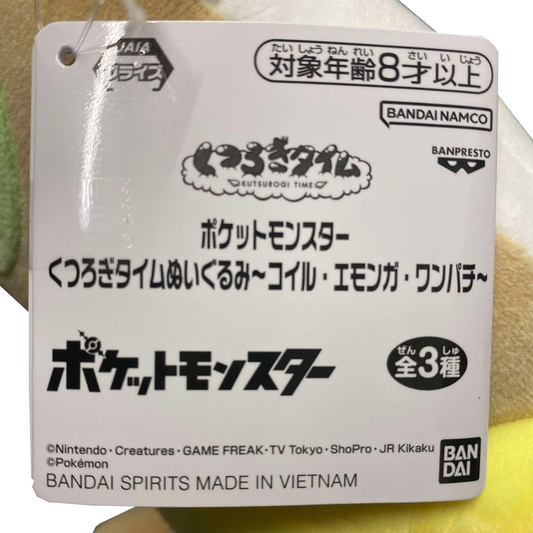 JAIA
プライズ
たいしょうねんれい さいいじょう
対象年齢8才以上
BANDAI NAMCO
BANPRESTO
くつろぎタイム
KUTSUROGI TIME
ポケットモンスター
くつろぎタイムぬいぐるみ~コイル・エモンガ・ワンパチ~
ポケットモンスター
ぜん しゅ
全3種
©Nintendo・Creatures・GAME FREAK・TV Tokyo・ShoPro・JR Kikaku
©Pokémon
BANDAI SPIRITS MADE IN VIETNAM
BAN
DAI